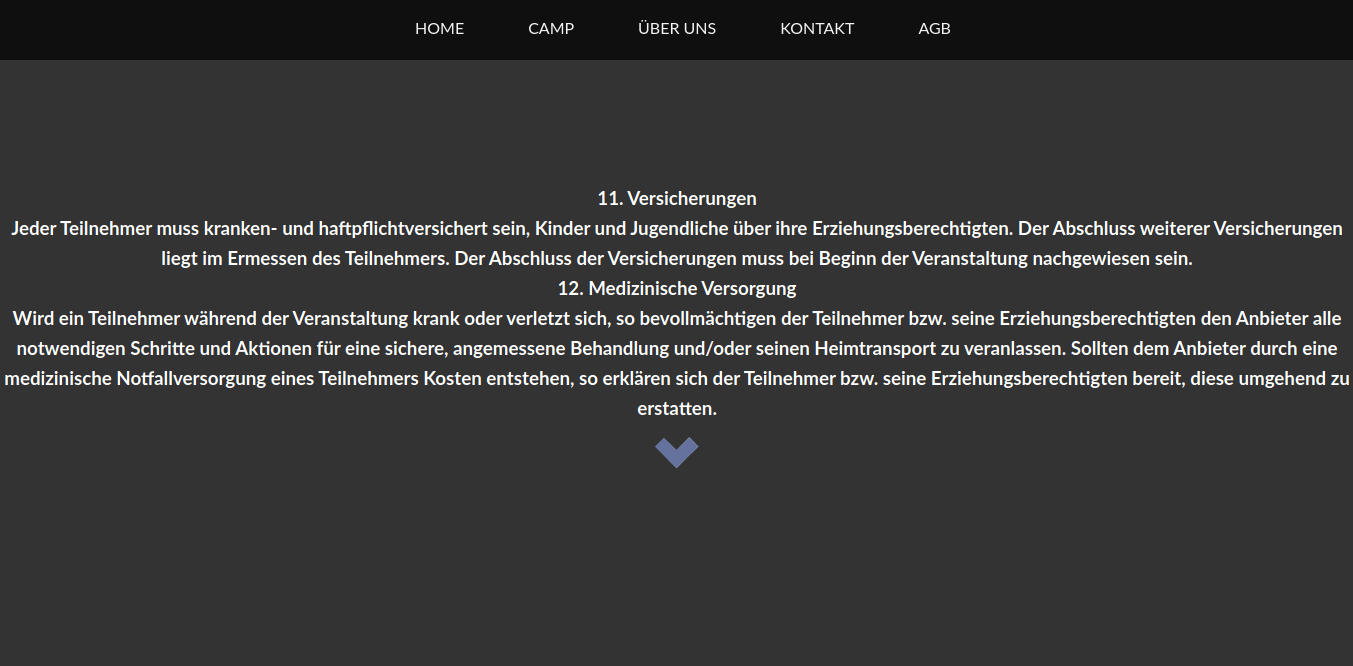 HOME CAMP ÜBER UNS KONTAKT AGB
11. Versicherungen
Jeder Teilnehmer muss kranken- und haftpflichtversichert sein, Kinder und Jugendliche über ihre Erziehungsberechtigten. Der Abschluss weiterer Versicherungen
liegt im Ermessen des Teilnehmers. Der Abschluss der Versicherungen muss bei Beginn der Veranstaltung nachgewiesen sein.
12. Medizinische Versorgung
Wird ein Teilnehmer während der Veranstaltung krank oder verletzt sich, so bevollmächtigen der Teilnehmer bzw. seine Erziehungsberechtigten den Anbieter alle
notwendigen Schritte und Aktionen für eine sichere, angemessene Behandlung und/oder seinen Heimtransport zu veranlassen. Sollten dem Anbieter durch eine
medizinische Notfallversorgung eines Teilnehmers Kosten entstehen, so erklären sich der Teilnehmer bzw. seine Erziehungsberechtigten bereit, diese umgehend zu
erstatten.